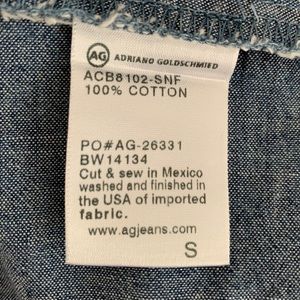 AG ADRIANO GOLDSCHMIED
ACB8102-SNF
100% COTTON
PO#AG-26331
BW14134
Cut & sew in Mexico
washed and finished in
the USA of imported
fabric.
www.agjeans.com
S